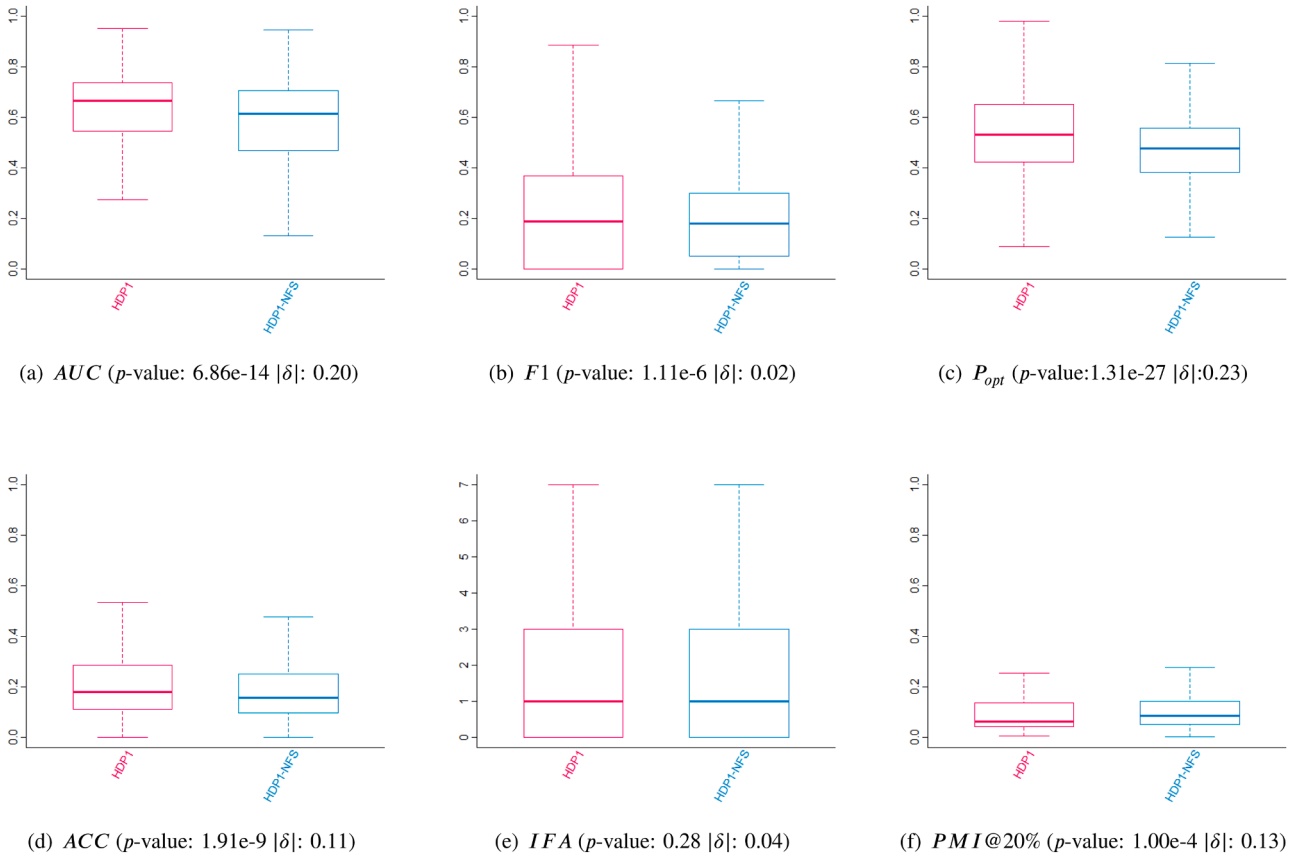 0.0 0.2 0.4 0.6 0.8 1.0
HDP1
HDP1-NFS
(a) AUC (p-value: 6.86e-14 |δ|: 0.20)
0.0 0.2 0.4 0.6 0.8 1.0
HDP1
HDP1-NFS
(b) F1 (p-value: 1.11e-6 |δ|: 0.02)
0.0 0.2 0.4 0.6 0.8 1.0
HDP1
HDP1-NFS
(c) P_opt (p-value:1.31e-27 |δ|:0.23)
0.0 0.2 0.4 0.6 0.8 1.0
HDP1
HDP1-NFS
(d) ACC (p-value: 1.91e-9 |δ|: 0.11)
0 1 2 3 4 5 6 7
HDP1
HDP1-NFS
(e) IFA (p-value: 0.28 |δ|: 0.04)
0.0 0.2 0.4 0.6 0.8 1.0
HDP1
HDP1-NFS
(f) PMI@20% (p-value: 1.00e-4 |δ|: 0.13)